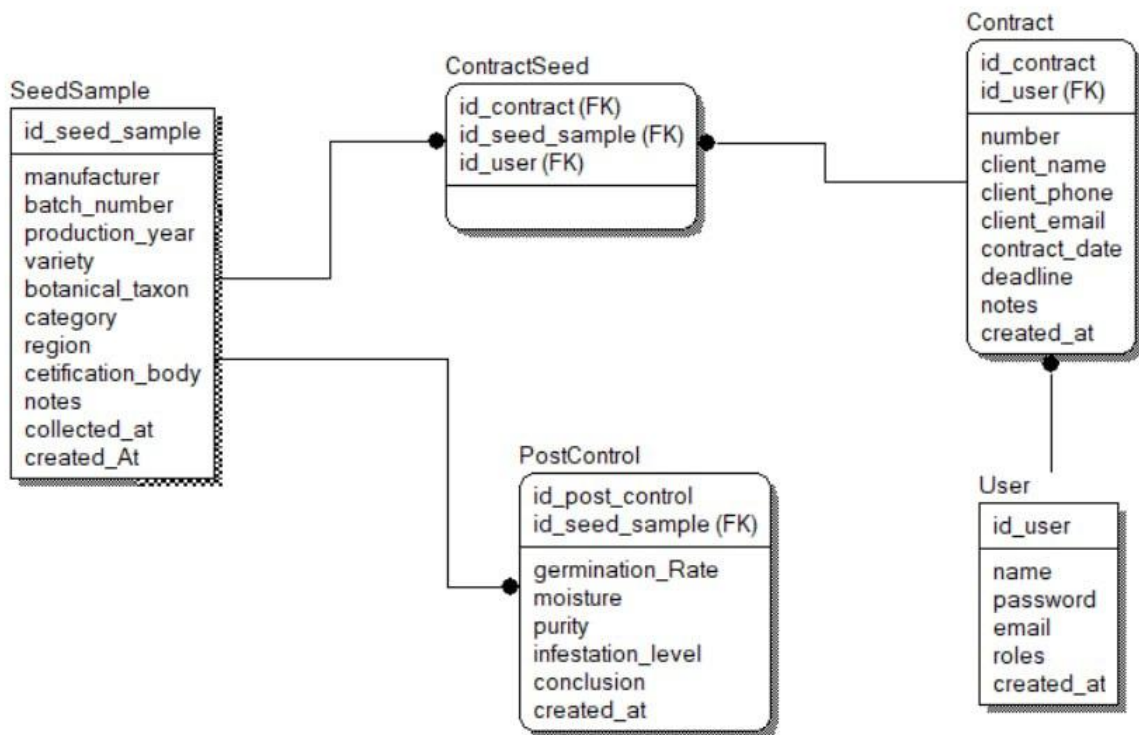 SeedSample
id_seed_sample
manufacturer
batch_number
production_year
variety
botanical_taxon
category
region
cetification_body
notes
collected_at
created_At
ContractSeed
id_contract (FK)
id_seed_sample (FK)
id_user (FK)
Contract
id_contract
id_user (FK)
number
client_name
client_phone
client_email
contract_date
deadline
notes
created_at
PostControl
id_post_control
id_seed_sample (FK)
germination_Rate
moisture
purity
infestation_level
conclusion
created_at
User
id_user
name
password
email
roles
created_at